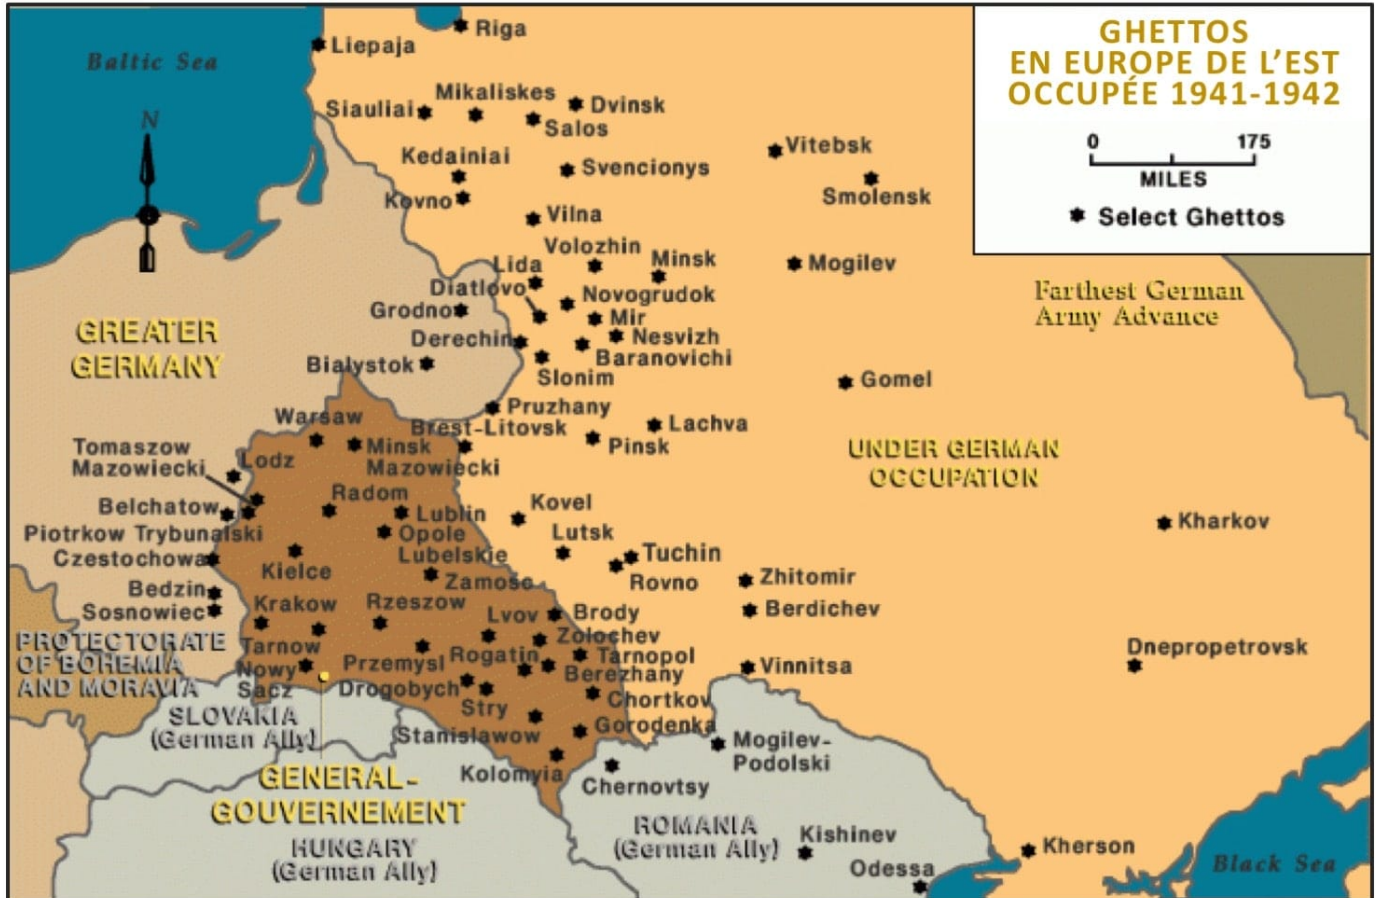 GHETTOS
EN EUROPE DE L’EST
OCCUPÉE 1941-1942
0 175
MILES
Select Ghettos
Baltic Sea
N
Liepaja
Riga
Siauliai
Mikaliskes
Dvinsk
Salos
Kedainiai
Svencionys
Kovno
Vilna
Vitebsk
Smolensk
Volozhin
Lida
Minsk
Mogilev
Diatlovo
Novogrudok
Grodno
Mir
Derechin
Nesvizh
Baranovichi
Bialystok
Slonim
Farthest German
Army Advance
GREATER
GERMANY
Gomel
Pruzhany
Warsaw
Brest-Litovsk
Lachva
Pinsk
Minsk
Mazowiecki
Tomaszow
Mazowiecki
Lodz
UNDER GERMAN
OCCUPATION
Belchatow
Radom
Lublin
Kovel
Piotrkow Trybunalski
Opole
Lubelskie
Lutsk
Kharkov
Czestochowa
Kielce
Zamosc
Tuchin
Rovno
Bedzin
Zhitomir
Sosnowiec
Krakow
Rzeszow
Lvov
Brody
Berdichev
PROTECTORATE
OF BOHEMIA
AND MORAVIA
Tarnow
Zolochev
Nowy
Sacz
Przemysl
Rogatin
Tarnopol
Berezhany
Vinnitsa
Dnepropetrovsk
Drogobych
Stry
Chortkov
SLOVAKIA
(German Ally)
Stanislawow
Gorodenka
Mogilev-
Podolski
Kolomyia
Chernovtsy
GENERAL-
GOUVERNEMENT
HUNGARY
(German Ally)
ROMANIA
(German Ally)
Kishinev
Odessa
Kherson
Black Sea